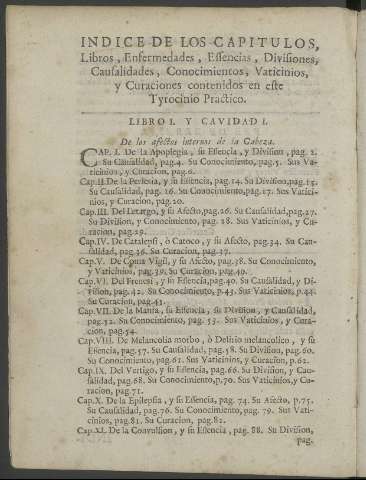 INDICE DE LOS CAPITULOS,
Libros, Enfermedades, Essencias, Divisiones,
Causalidades, Conocimientos, Vaticinios,
y Curaciones contenidos en este
Tyrocinio Practico.
LIBRO I. Y CAVIDAD I.
De los afectos internos de la Cabeza.
CAP. I. De la Apoplegia, su Essencia, y Division, pag. 2.
Su Causalidad, pag.4. Su Conocimiento, pag.5. Sus Va-
ticinios, y Curacion, pag.6.
Cap.II. De la Perlesia, y su Essencia, pag.14. Su Division, pag.15.
Su Causalidad, pag. 16. Su Conocimiento, pag.17. Sus Vatici-
nios, y Curacion, pag.20.
Cap.III. Del Letargo, y su Afecto, pag.26. Su Causalidad, pag.27.
Su Division, y Conocimiento, pag. 28. Sus Vaticinios, y Cu-
racion, pag.29.
Cap.IV. De Catalepsi, ò Catoco, y su Afecto, pag.34. Su Cau-
salidad, pag.36. Su Curacion, pag.37.
Cap.V. De Coma Vigil, y su Afecto, pag.38. Su Conocimiento,
y Vaticinios, pag.39. Su Curacion, pag.40.
Cap.VI. Del Frenesi, y su Essencia, pag.40. Su Causalidad, y Di-
vision, pag.42. Su Conocimiento, p.43. Sus Vaticinios, p.44.
Su Curacion, pag.45.
Cap.VII. De la Mania, su Essencia, su Division, y Causalidad,
pag.52. Su Conocimiento, pag. 53. Sus Vaticinios, y Cura-
cion, pag.54.
Cap.VIII. De Melancolia morbo, ò Delirio melancolico, y su
Essencia, pag.57. Su Causalidad, pag.58. Su Division, pag.60.
Su Conocimiento, pag.61. Sus Vaticinios, y Curacion, p.62.
Cap.IX. Del Vertigo, y su Essencia, pag.66. Su Division, y Cau-
salidad, pag.68. Su Conocimiento, p.70. Sus Vaticinios, y Cu-
racion, pag.71.
Cap.X. De la Epilepsia, y su Essencia, pag. 74. Su Afecto, p.75.
Su Causalidad, pag.76. Su Conocimiento, pag. 79. Sus Vati-
cinios, pag.81. Su Curacion, pag.82.
Cap.XI. De la Convulsion, y su Essencia, pag. 88. Su Division,
pag.